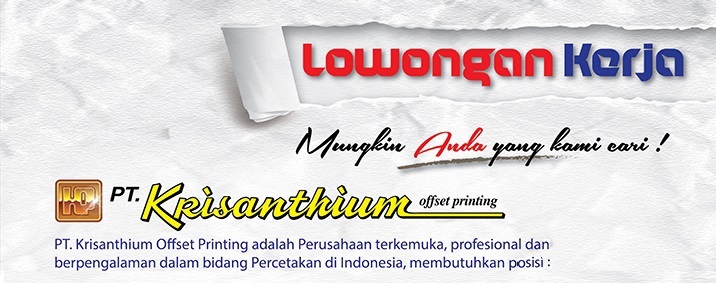 Lowongan Kerja
Mungkin Anda yang kami cari !
PT. Krisanthium offset printing
PT. Krisanthium Offset Printing adalah Perusahaan terkemuka, profesional dan
berpengalaman dalam bidang Percetakan di Indonesia, membutuhkan posisi :